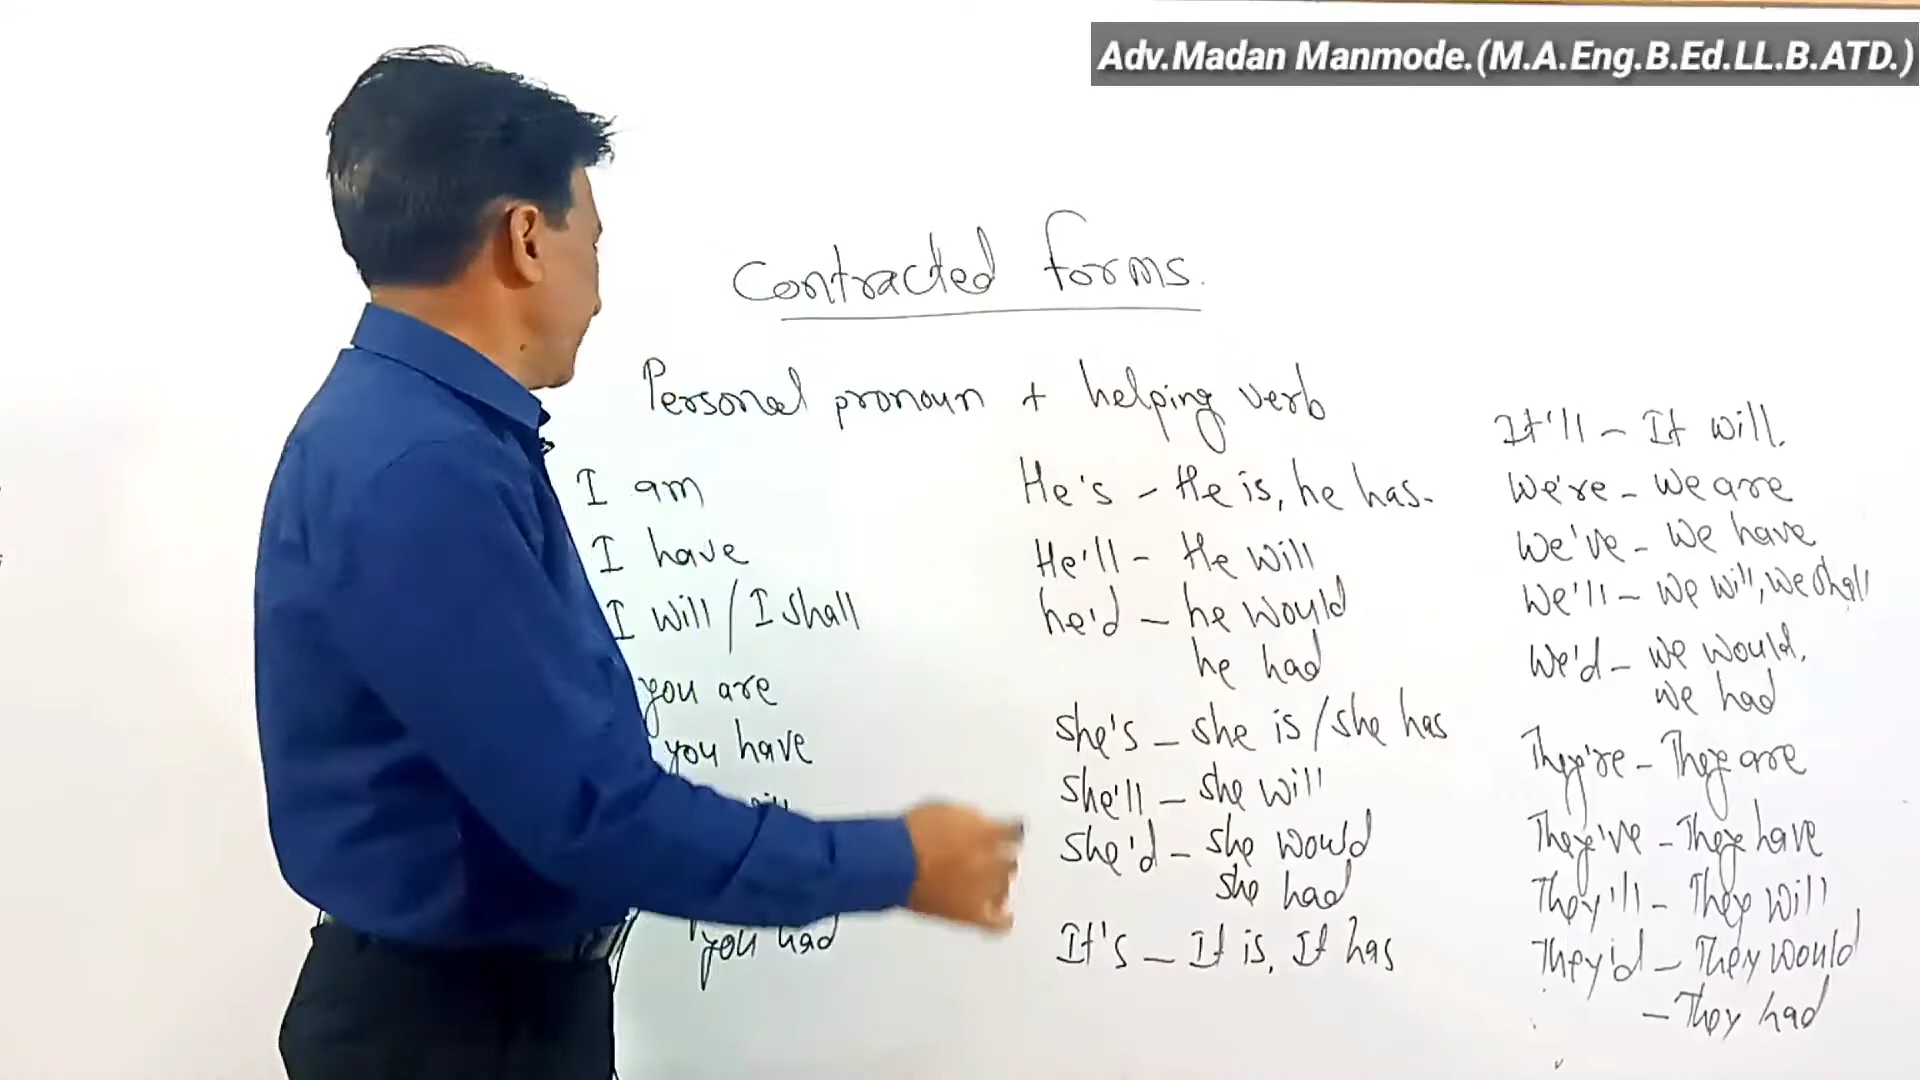 Adv.Madan Manmode.(M.A.Eng.B.Ed.LL.B.ATD.)
Contracted forms.
Personal pronoun + helping verb
I am
I have
I will / I shall
you are
you have
you had
He's - He is, he has.
He'll - He will
he'd - he would
he had
She's - She is / She has
She'll - she will
She'd - she would
she had
It's - It is, It has
It'll - It will.
We're - We are
We've - We have
We'll - We will, We shall
We'd - we would,
we had
They're - They are
They've - They have
They'll - They will
They'd - They would
- They had